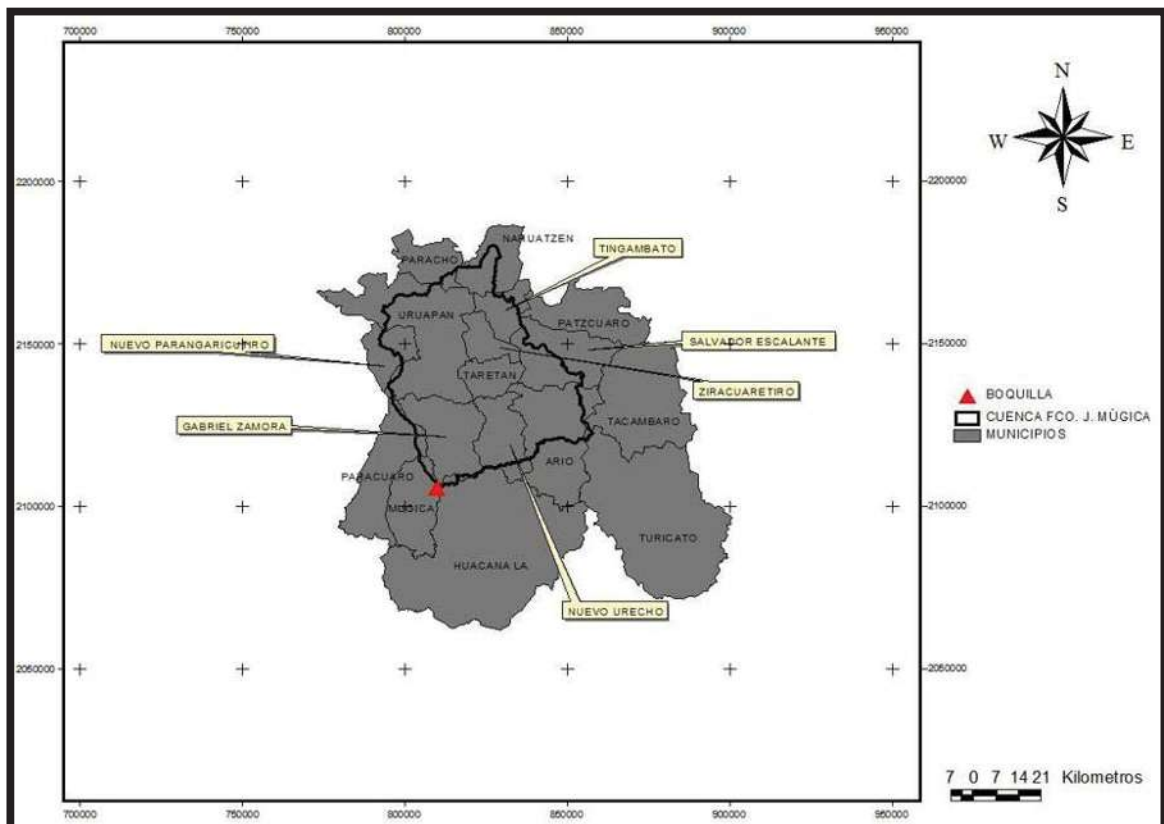 700000 750000 800000 850000 900000 950000
N
W E
S
2200000 2200000
NAHUATZEN
TINGAMBATO
PARACHO
URUAPAN
PATZCUARO
2150000 2150000
NUEVO PARANGARICUTIRO
SALVADOR ESCALANTE
TARETAN
ZIRACUARETIRO
BOQUILLA
CUENCA FCO. J. MÙGICA
MUNICIPIOS
GABRIEL ZAMORA
TACAMBARO
ARIO
PARACUARO
2100000 2100000
MUGICA
TURICATO
HUACANA LA
NUEVO URECHO
2050000 2050000
7 0 7 14 21 Kilometros
700000 750000 800000 850000 900000 950000